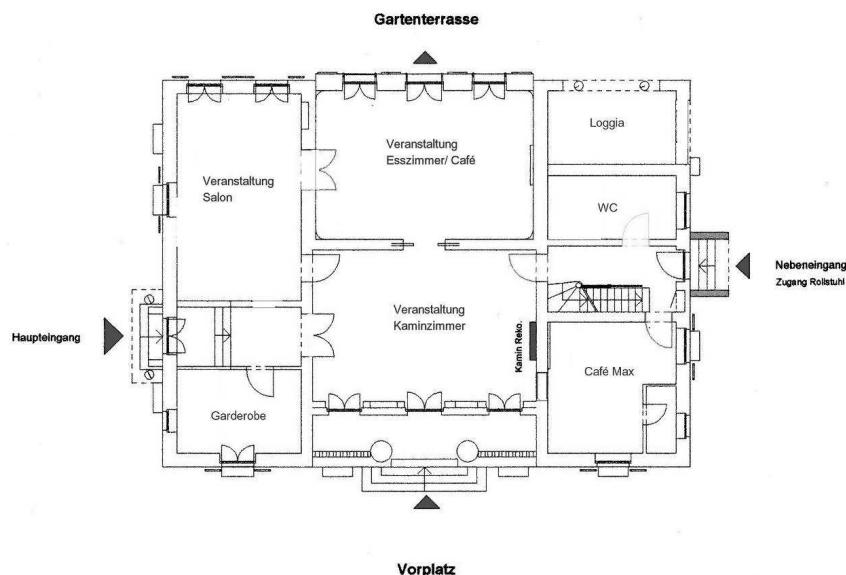 Gartenterrasse
Loggia
Veranstaltung
Esszimmer/ Café
Veranstaltung
Salon
WC
Nebeneingang
Zugang Rollstuhl
Veranstaltung
Kaminzimmer
Kamin Reko.
Haupteingang
Café Max
Garderobe
Vorplatz